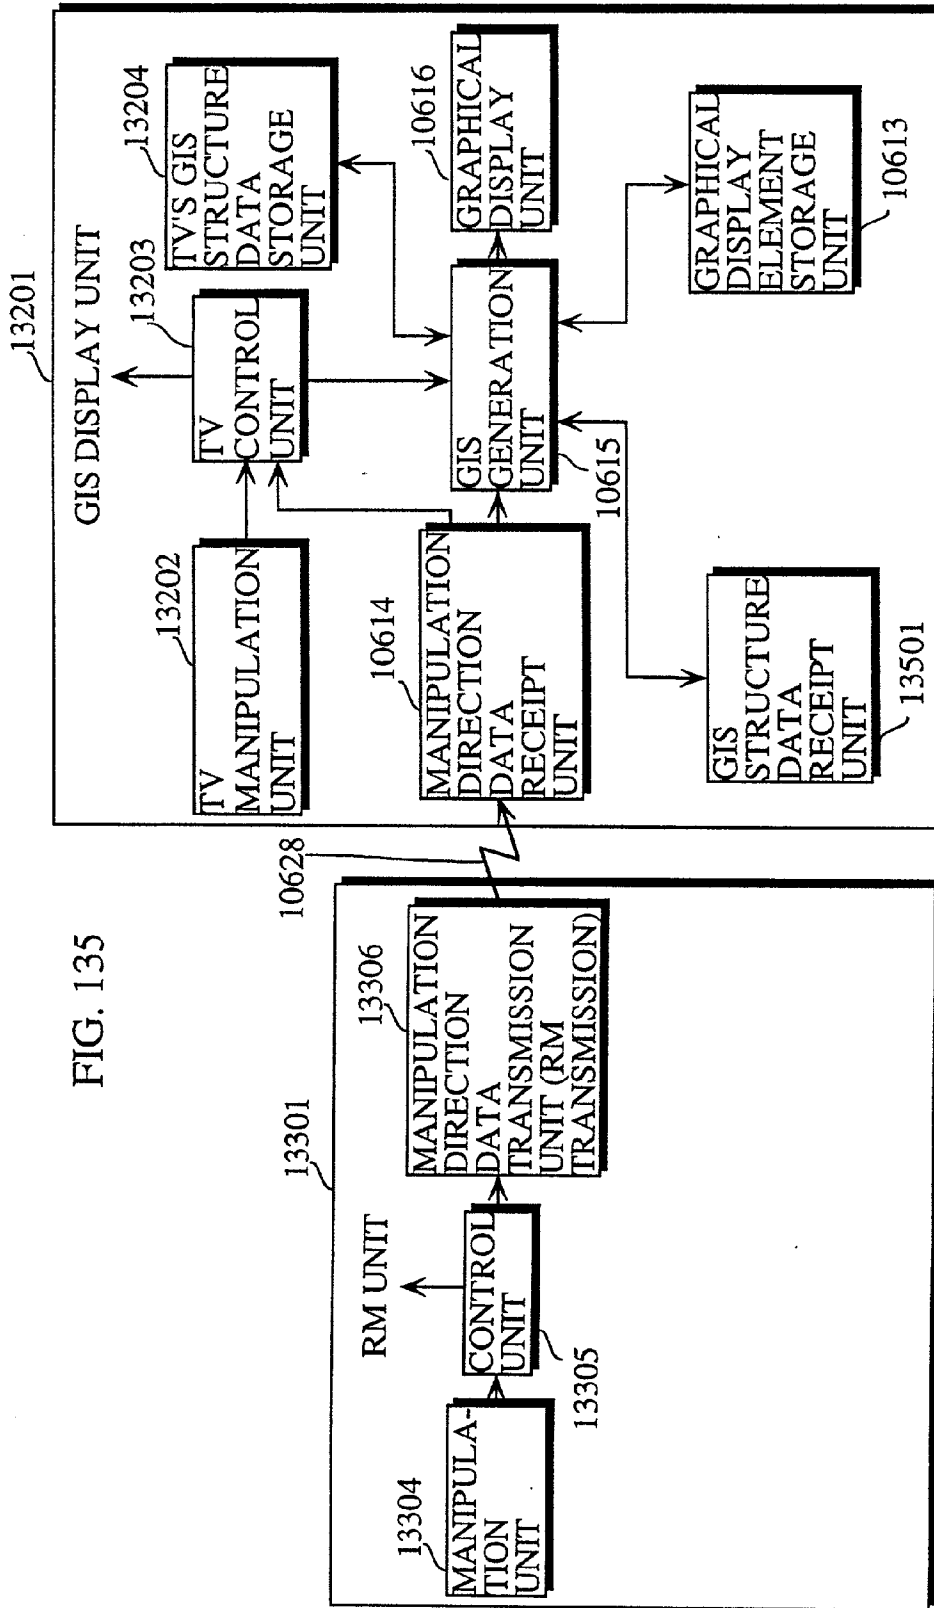 FIG. 135
13301
RM UNIT
13304
MANIPULA-
TION
UNIT
CONTROL
UNIT
13305
13306
MANIPULATION
DIRECTION
DATA
TRANSMISSION
UNIT (RM
TRANSMISSION)
10628
13201
GIS DISPLAY UNIT
13202
TV
MANIPULATION
UNIT
13203
TV
CONTROL
UNIT
13204
TV'S GIS
STRUCTURE
DATA
STORAGE
UNIT
10614
MANIPULATION
DIRECTION
DATA
RECEIPT
UNIT
GIS
GENERATION
UNIT
10615
10616
GRAPHICAL
DISPLAY
UNIT
GIS
STRUCTURE
DATA
RECEIPT
UNIT
13501
GRAPHICAL
DISPLAY
ELEMENT
STORAGE
UNIT
10613